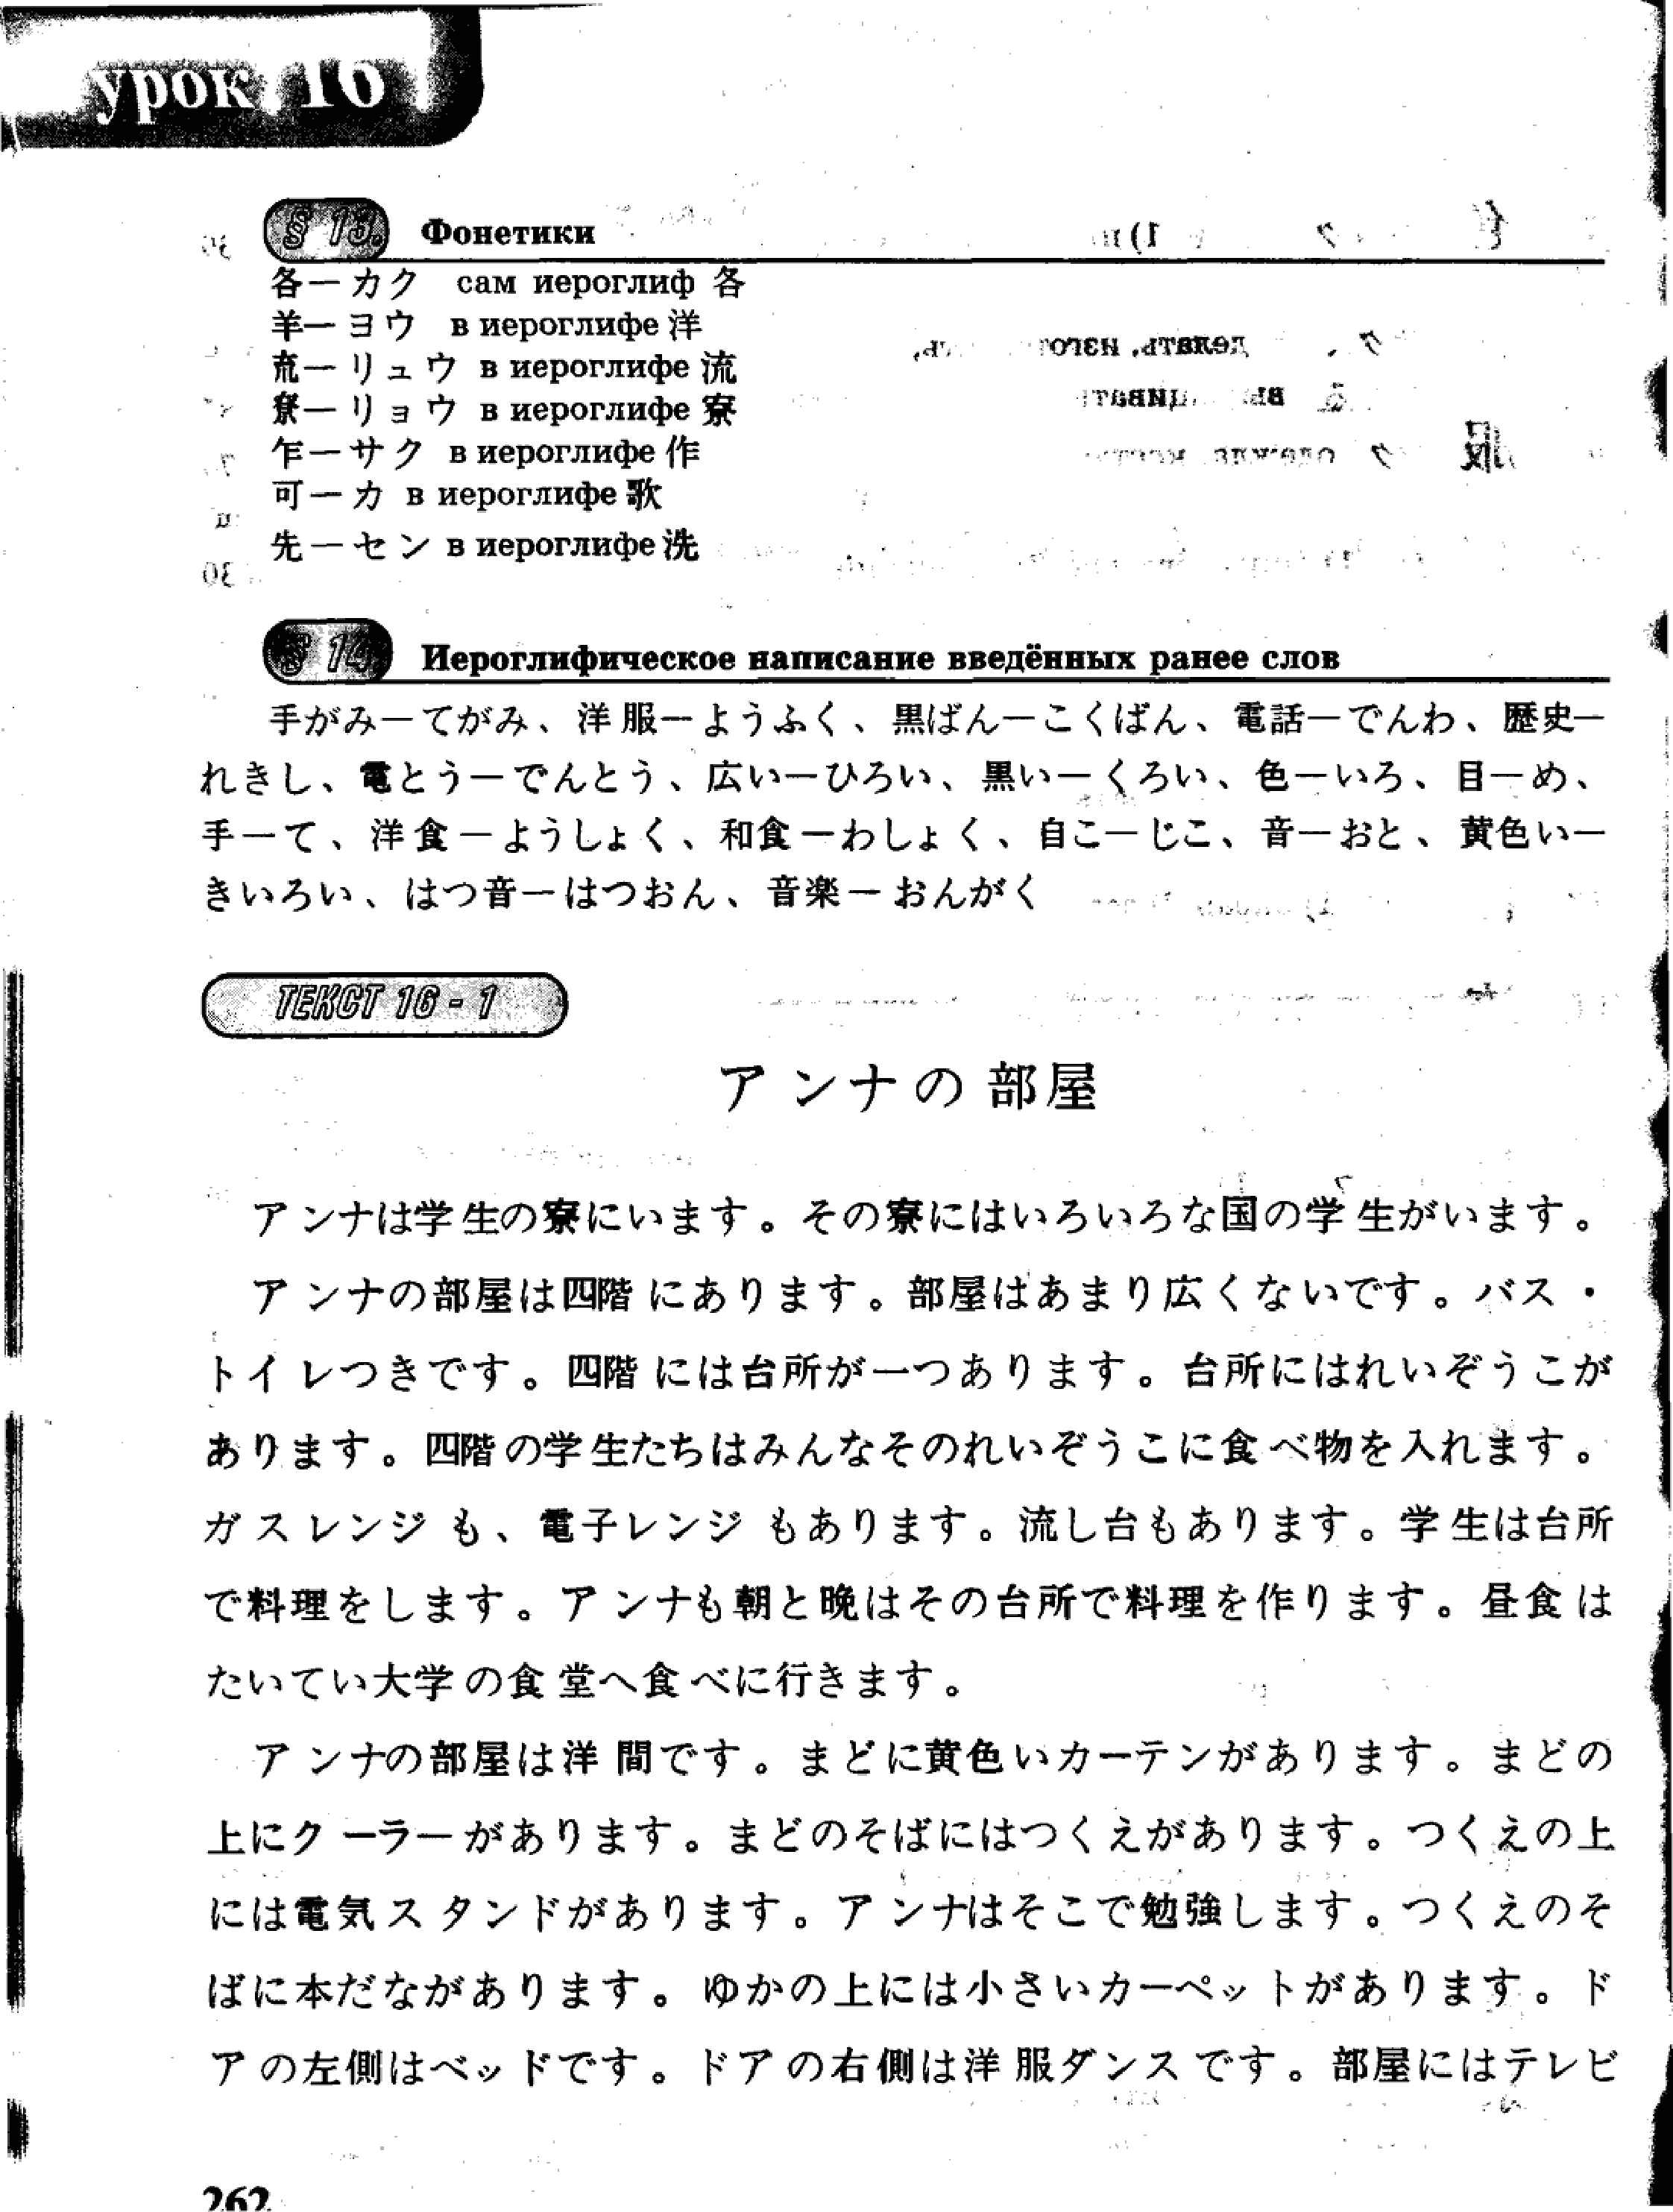 урок 16
§ 13. Фонетики
各ー カク сам иероглиф 各
羊ー ヨウ в иероглифе 洋
㐬ー リュウ в иероглифе 流
尞ー リョウ в иероглифе 寮
乍ー サク в иероглифе 作
可ー カ в иероглифе 歌
先ー セン в иероглифе 洗
§ 14. Иероглифическое написание введённых ранее слов
手がみーてがみ、洋服ーようふく、黒ばんーこくばん、電話ーでんわ、歴史ー
れきし、電とうーでんとう、広いーひろい、黒いーくろい、色ーいろ、目ーめ、
手ーて、洋食ーようしょく、和食ーわしょく、自こーじこ、音ーおと、黄色いー
きいろい、はつ音ーはつおん、音楽ーおんがく
ТЕКСТ 16 - 1
アンナの部屋
アンナは学生の寮にいます。その寮にはいろいろな国の学生がいます。
アンナの部屋は四階にあります。部屋はあまり広くないです。バス・
トイレつきです。四階には台所が一つあります。台所にはれいぞうこが
あります。四階の学生たちはみんなそのれいぞうこに食べ物を入れます。
ガスレンジも、電子レンジもあります。流し台もあります。学生は台所
で料理をします。アンナも朝と晩はその台所で料理を作ります。昼食は
たいてい大学の食堂へ食べに行きます。
アンナの部屋は洋間です。まどに黄色いカーテンがあります。まどの
上にクーラーがあります。まどのそばにはつくえがあります。つくえの上
には電気スタンドがあります。アンナはそこで勉強します。つくえのそ
ばに本だながあります。ゆかの上には小さいカーペットがあります。ド
アの左側はベッドです。ドアの右側は洋服ダンスです。部屋にはテレビ
262